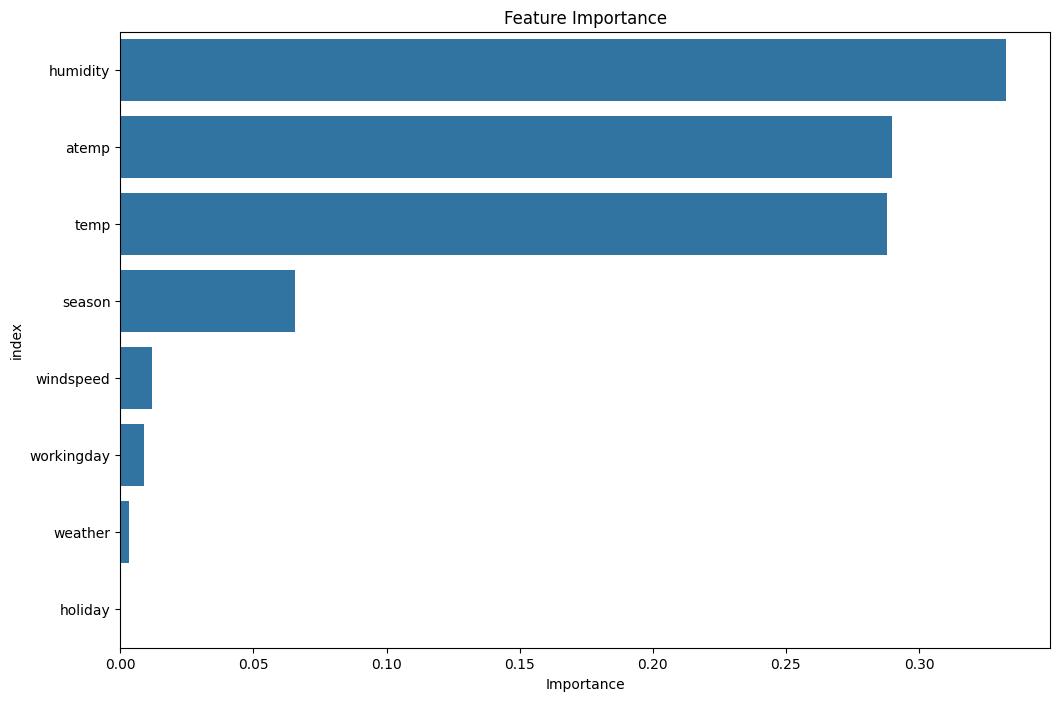 Feature Importance
humidity
atemp
temp
season
windspeed
workingday
weather
holiday
index
0.00 0.05 0.10 0.15 0.20 0.25 0.30
Importance